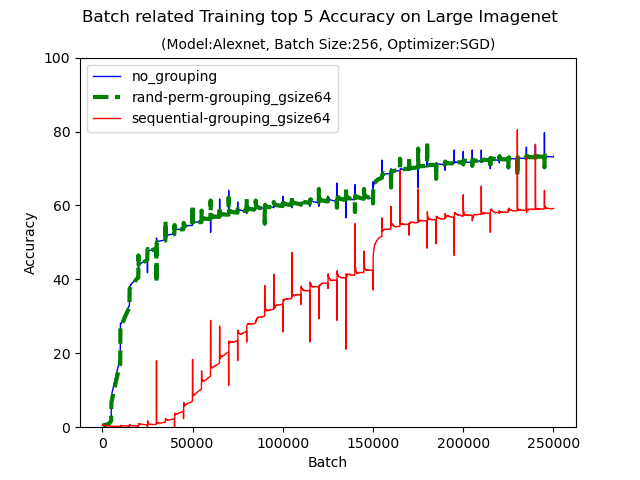 Batch related Training top 5 Accuracy on Large Imagenet
(Model:Alexnet, Batch Size:256, Optimizer:SGD)
no_grouping
rand-perm-grouping_gsize64
sequential-grouping_gsize64
Accuracy
100
80
60
40
20
0
0 50000 100000 150000 200000 250000
Batch